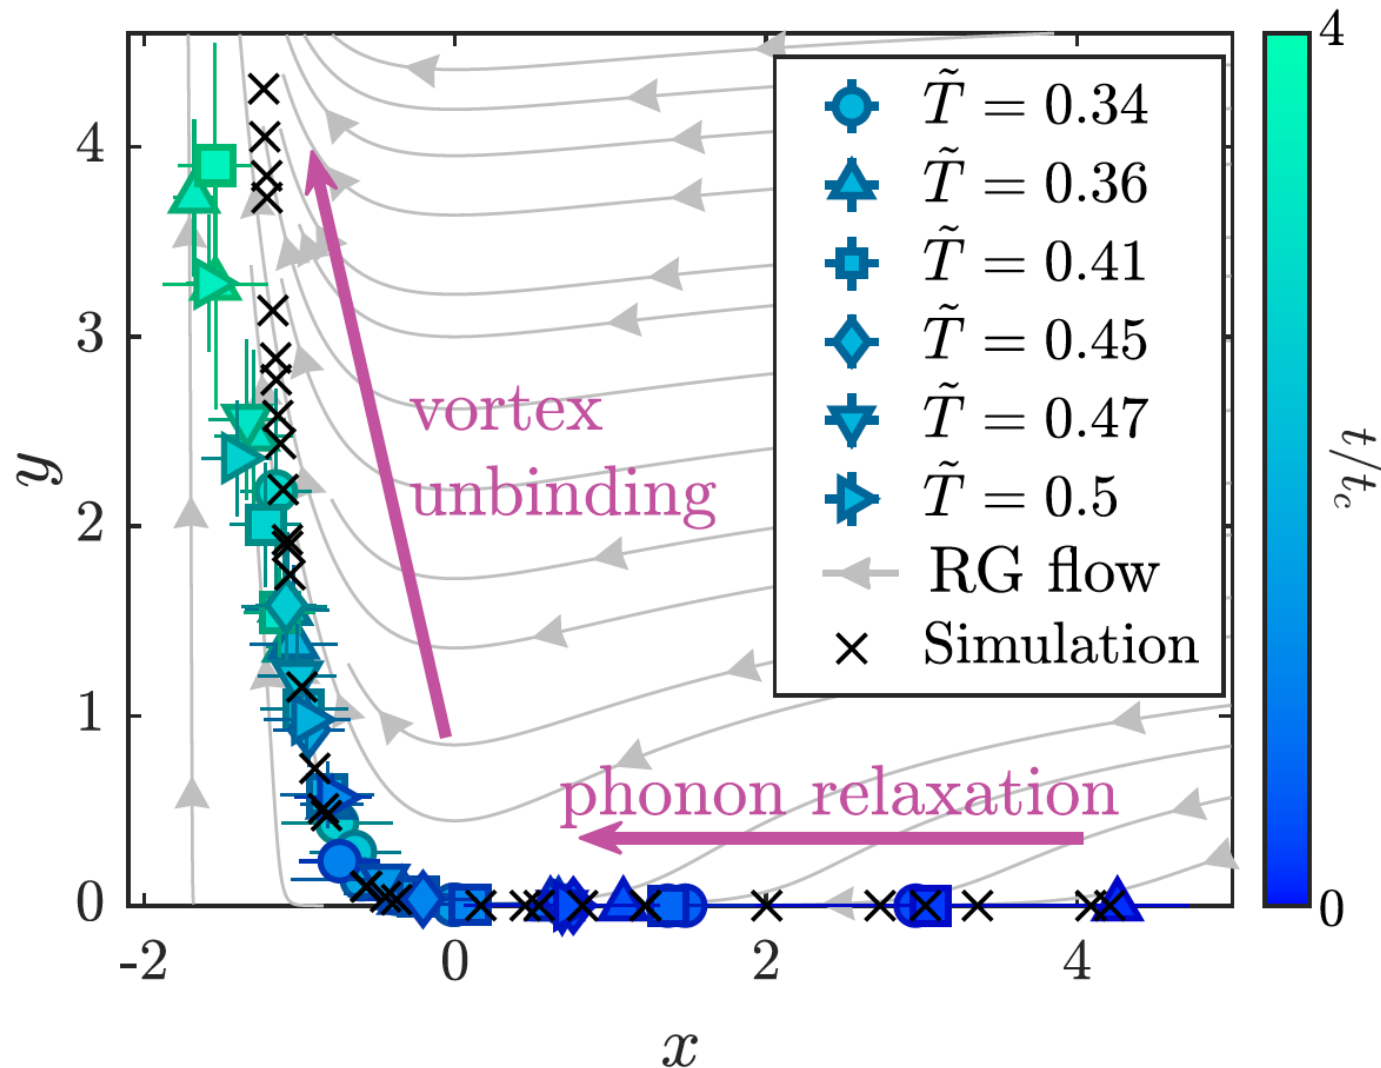 4
3
2
1
0
y
-2
0
2
4
x
vortex
unbinding
phonon relaxation
T̃ = 0.34
T̃ = 0.36
T̃ = 0.41
T̃ = 0.45
T̃ = 0.47
T̃ = 0.5
RG flow
Simulation
4
0
t/t_c